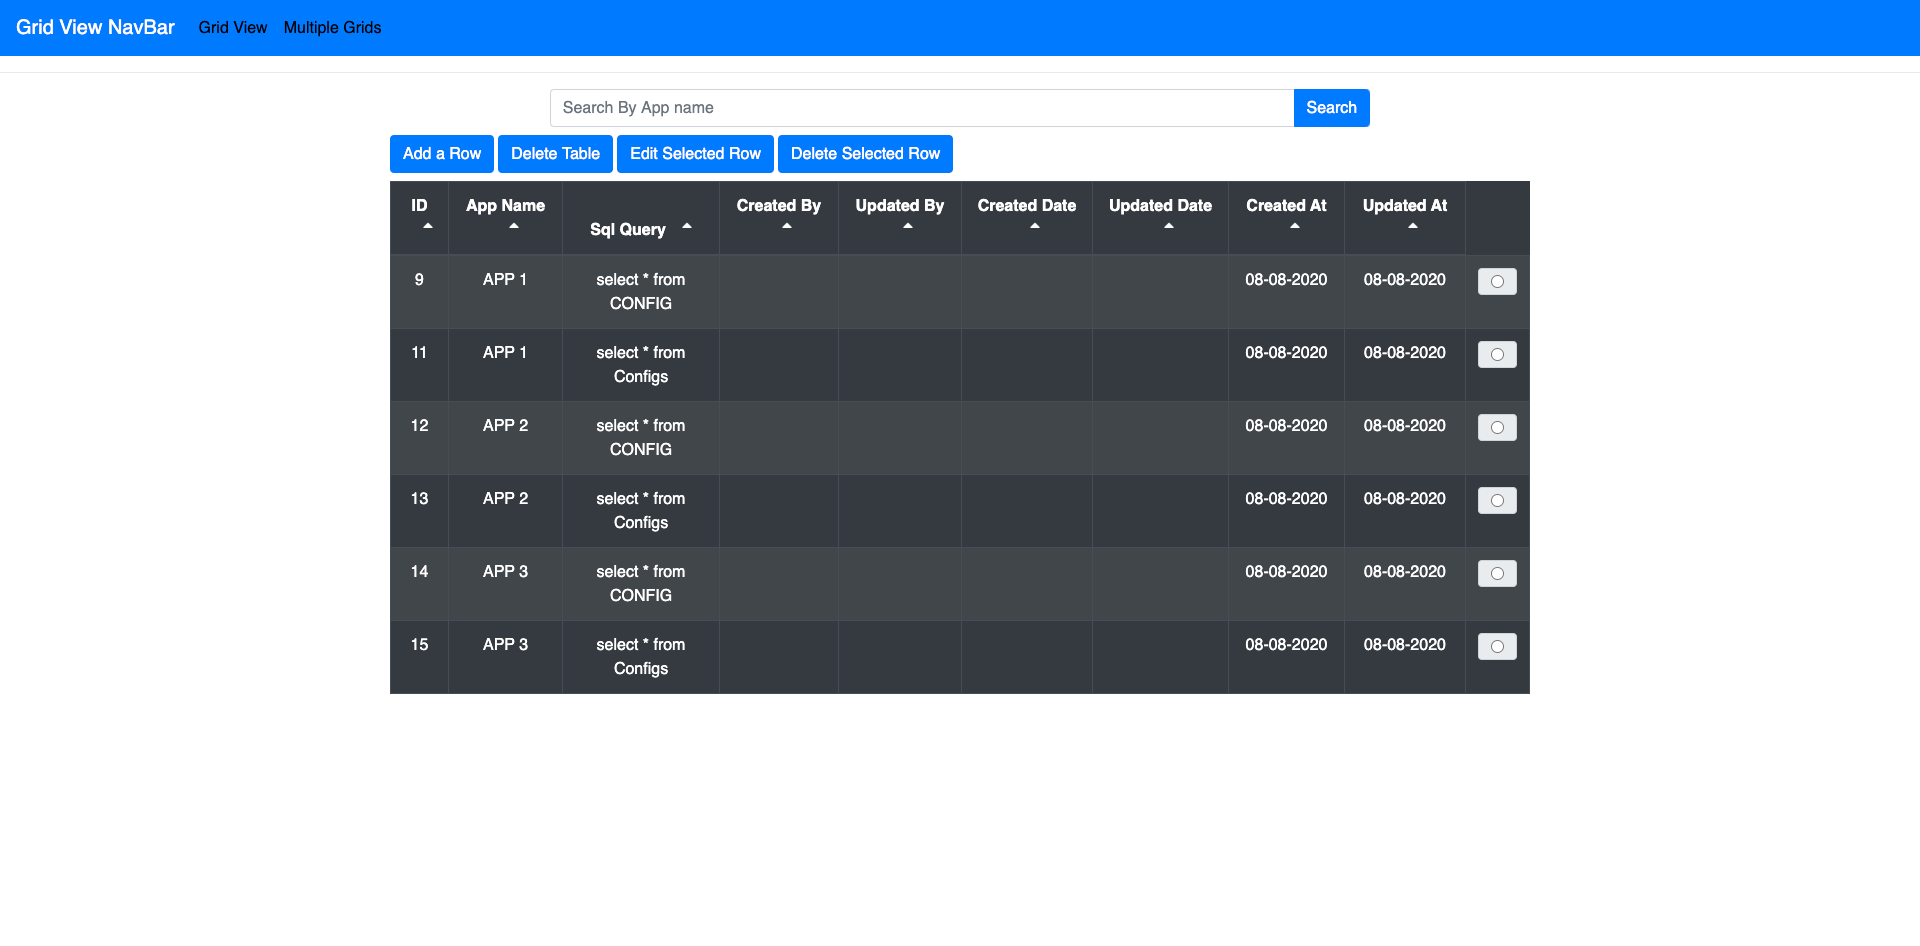 Grid View NavBar Grid View Multiple Grids
Search By App name Search
Add a Row Delete Table Edit Selected Row Delete Selected Row
ID App Name Sql Query Created By Updated By Created Date Updated Date Created At Updated At
9 APP 1 select * from CONFIG 08-08-2020 08-08-2020
11 APP 1 select * from Configs 08-08-2020 08-08-2020
12 APP 2 select * from CONFIG 08-08-2020 08-08-2020
13 APP 2 select * from Configs 08-08-2020 08-08-2020
14 APP 3 select * from CONFIG 08-08-2020 08-08-2020
15 APP 3 select * from Configs 08-08-2020 08-08-2020